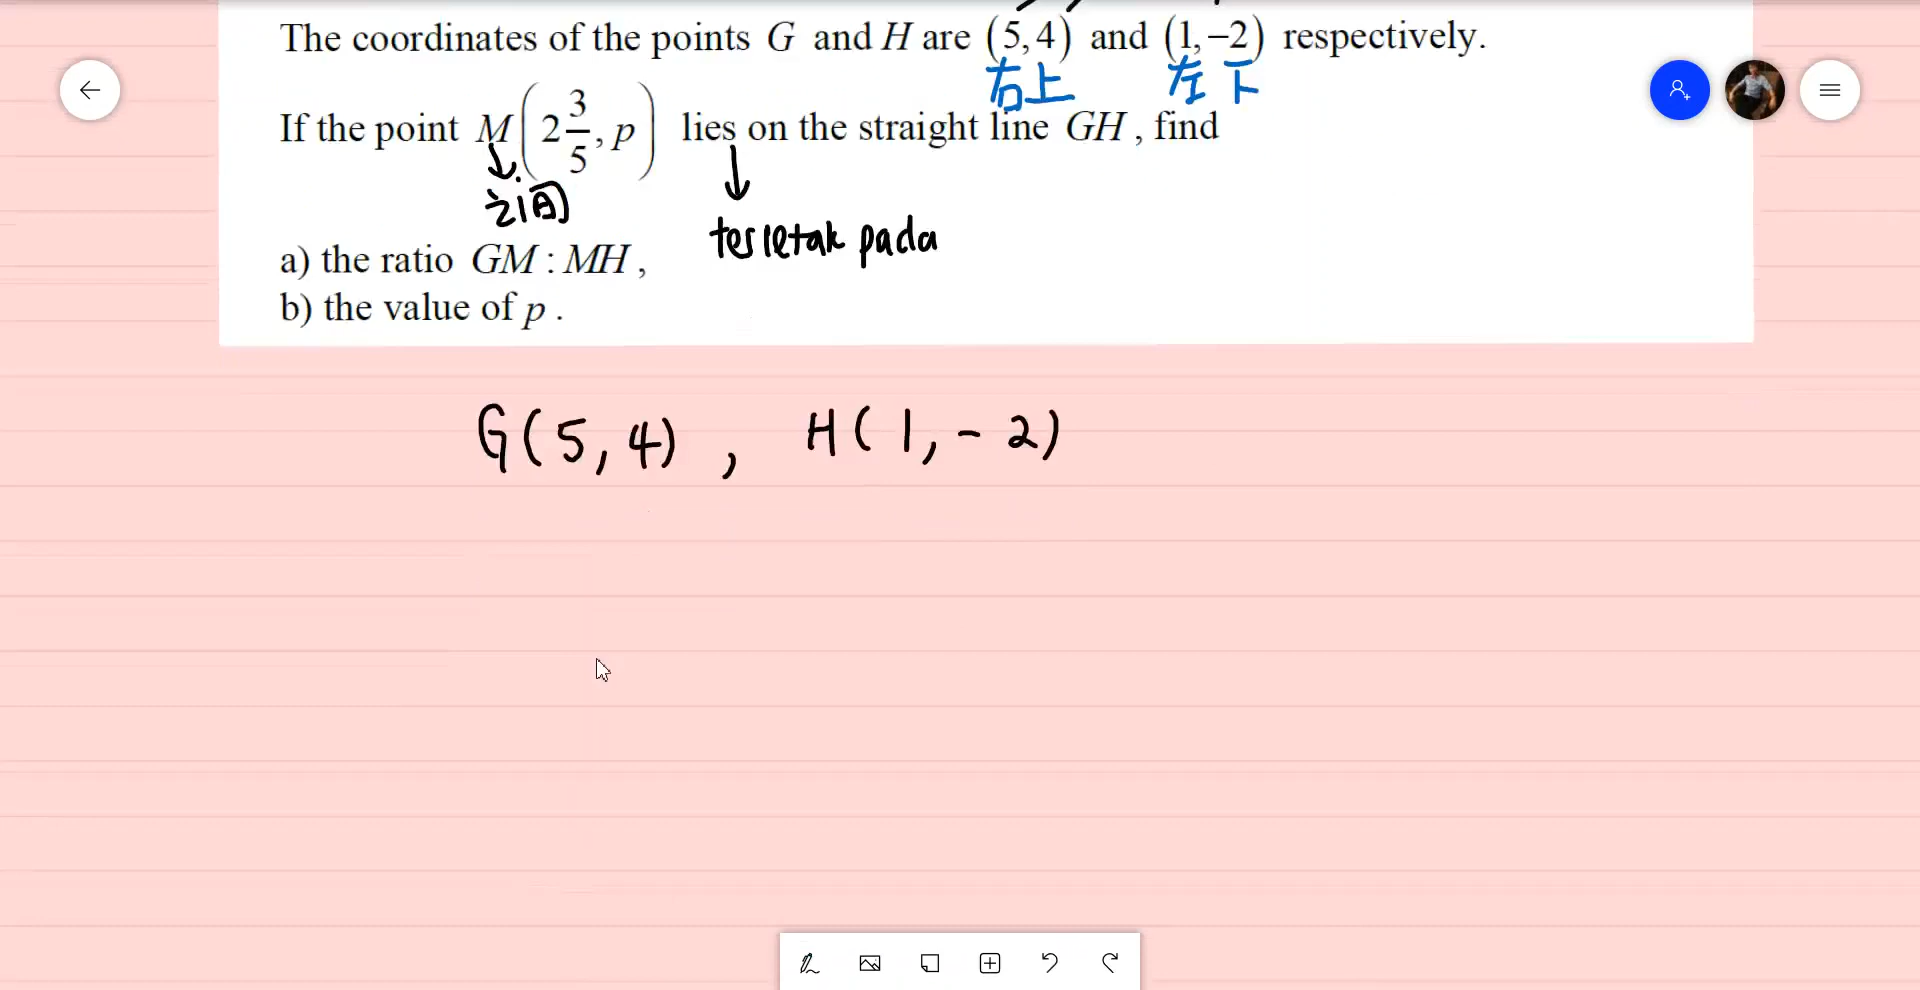 The coordinates of the points G and H are (5,4) and (1,−2) respectively.
右上 左下
If the point M(2 3/5, p) lies on the straight line GH, find
之间
terletak pada
a) the ratio GM : MH,
b) the value of p.
G(5,4), H(1,-2)